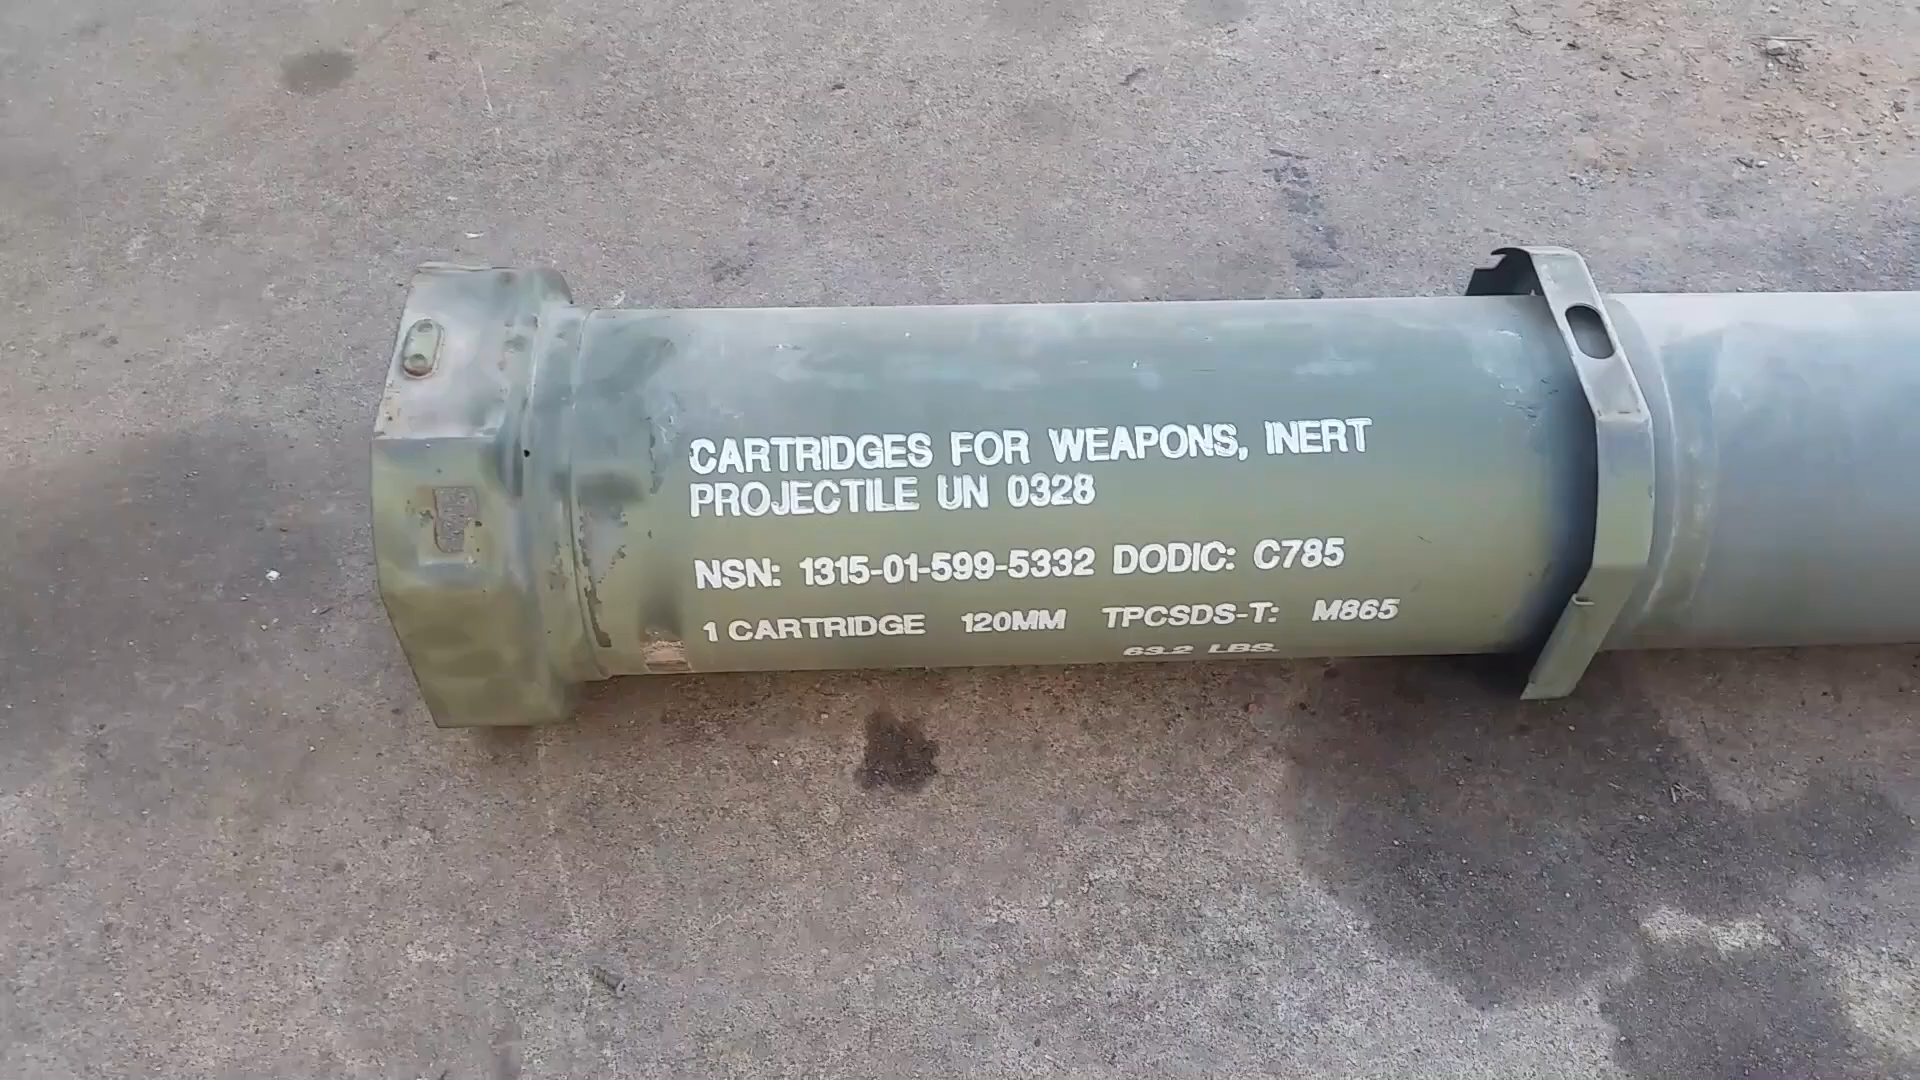 CARTRIDGES FOR WEAPONS, INERT
PROJECTILE UN 0328
NSN: 1315-01-599-5332 DODIC: C785
1 CARTRIDGE 120MM TPCSDS-T: M865
63.2 LBS.